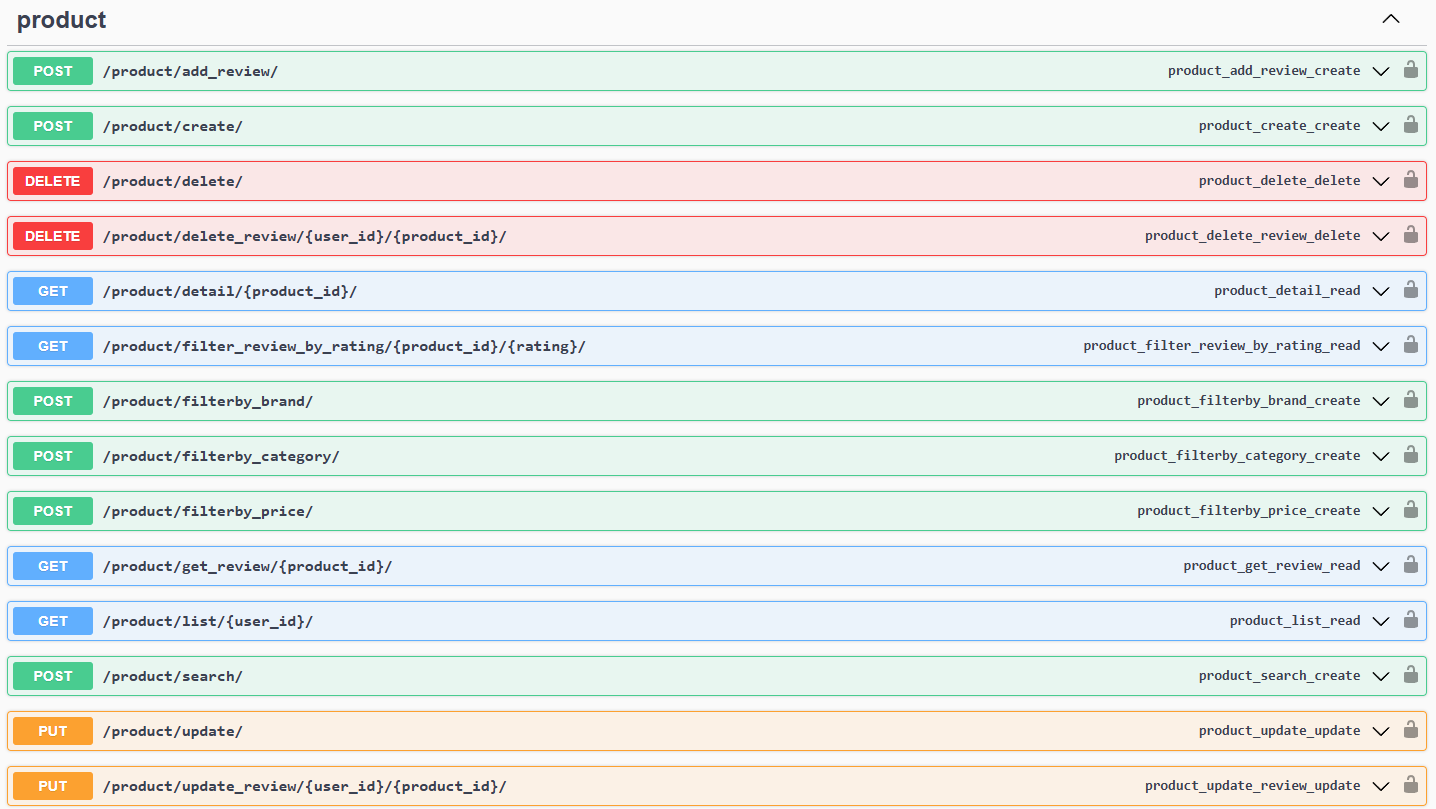 product
POST /product/add_review/ product_add_review_create
POST /product/create/ product_create_create
DELETE /product/delete/ product_delete_delete
DELETE /product/delete_review/{user_id}/{product_id}/ product_delete_review_delete
GET /product/detail/{product_id}/ product_detail_read
GET /product/filter_review_by_rating/{product_id}/{rating}/ product_filter_review_by_rating_read
POST /product/filterby_brand/ product_filterby_brand_create
POST /product/filterby_category/ product_filterby_category_create
POST /product/filterby_price/ product_filterby_price_create
GET /product/get_review/{product_id}/ product_get_review_read
GET /product/list/{user_id}/ product_list_read
POST /product/search/ product_search_create
PUT /product/update/ product_update_update
PUT /product/update_review/{user_id}/{product_id}/ product_update_review_update